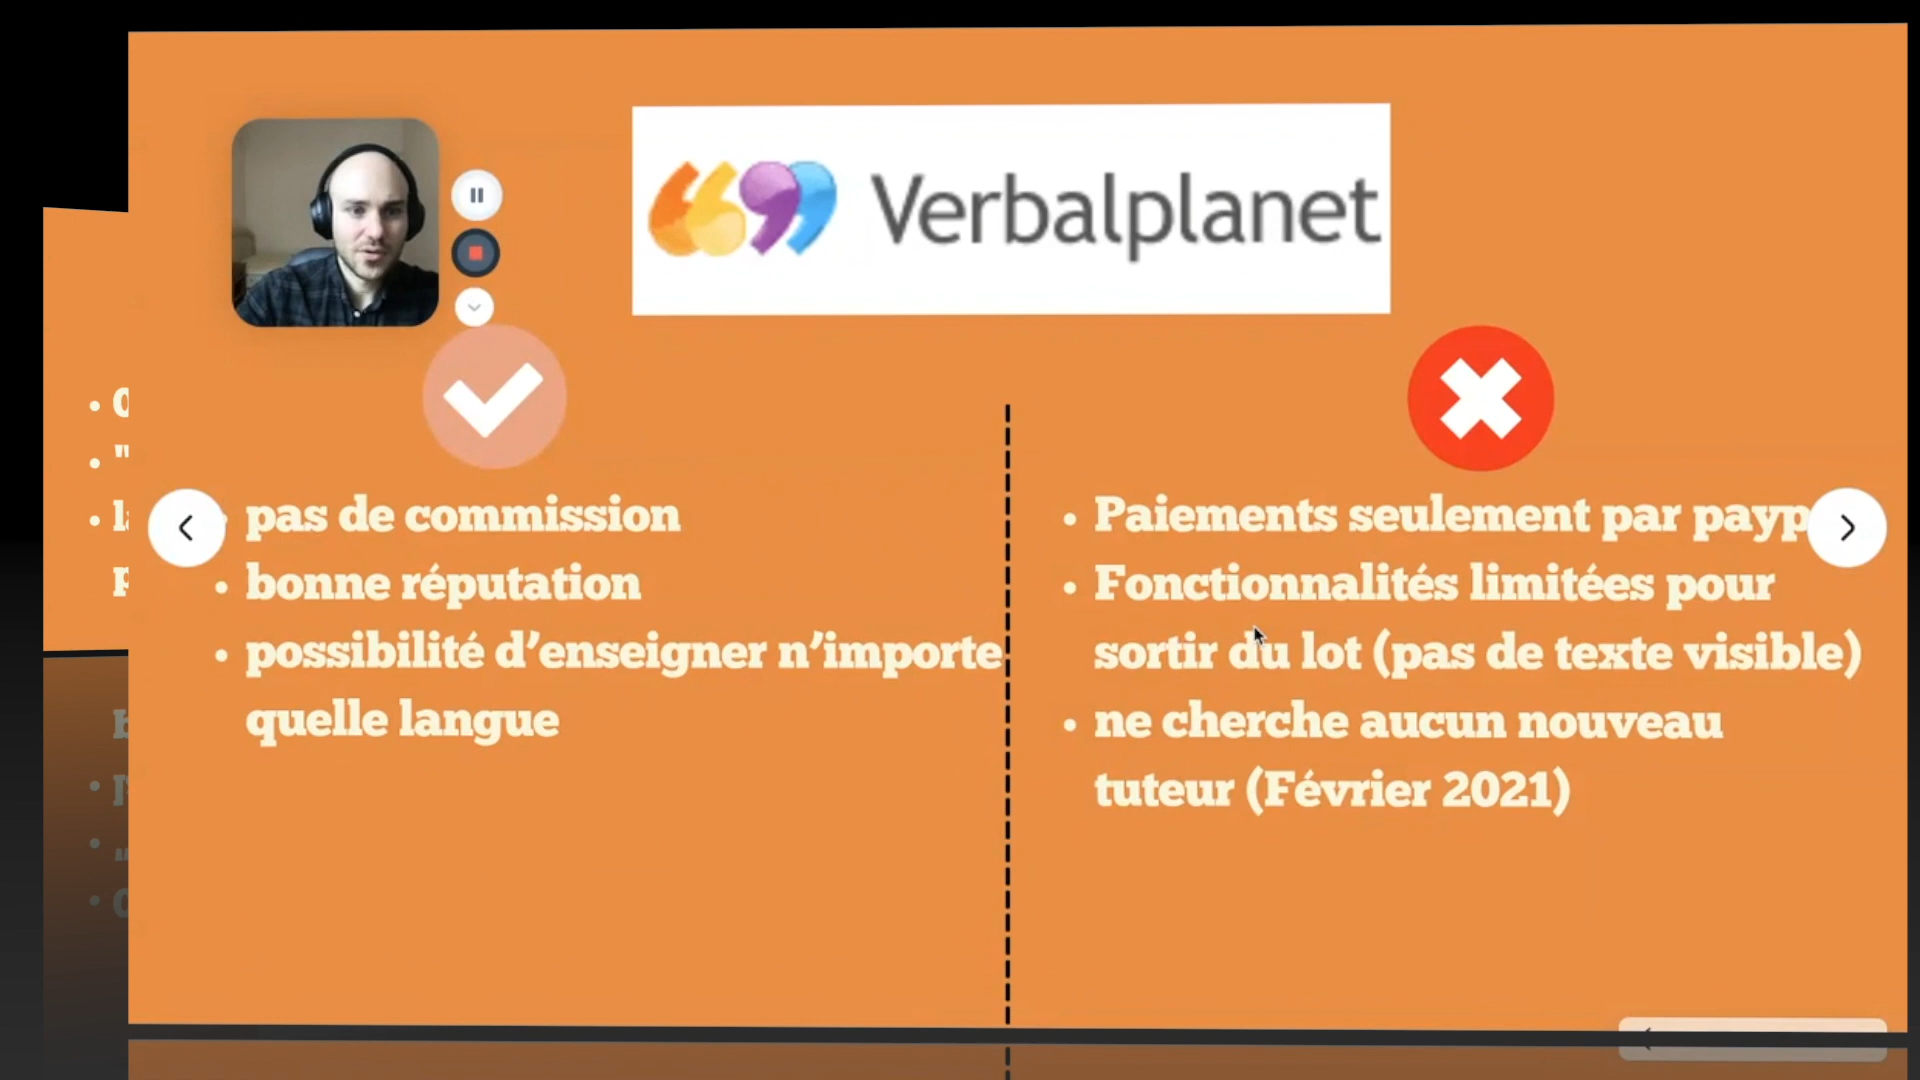 Verbalplanet
pas de commission
bonne réputation
possibilité d'enseigner n'importe
quelle langue
Paiements seulement par
Fonctionnalités limitées pour
sortir du lot (pas de texte visible)
ne cherche aucun nouveau
tuteur (Février 2021)